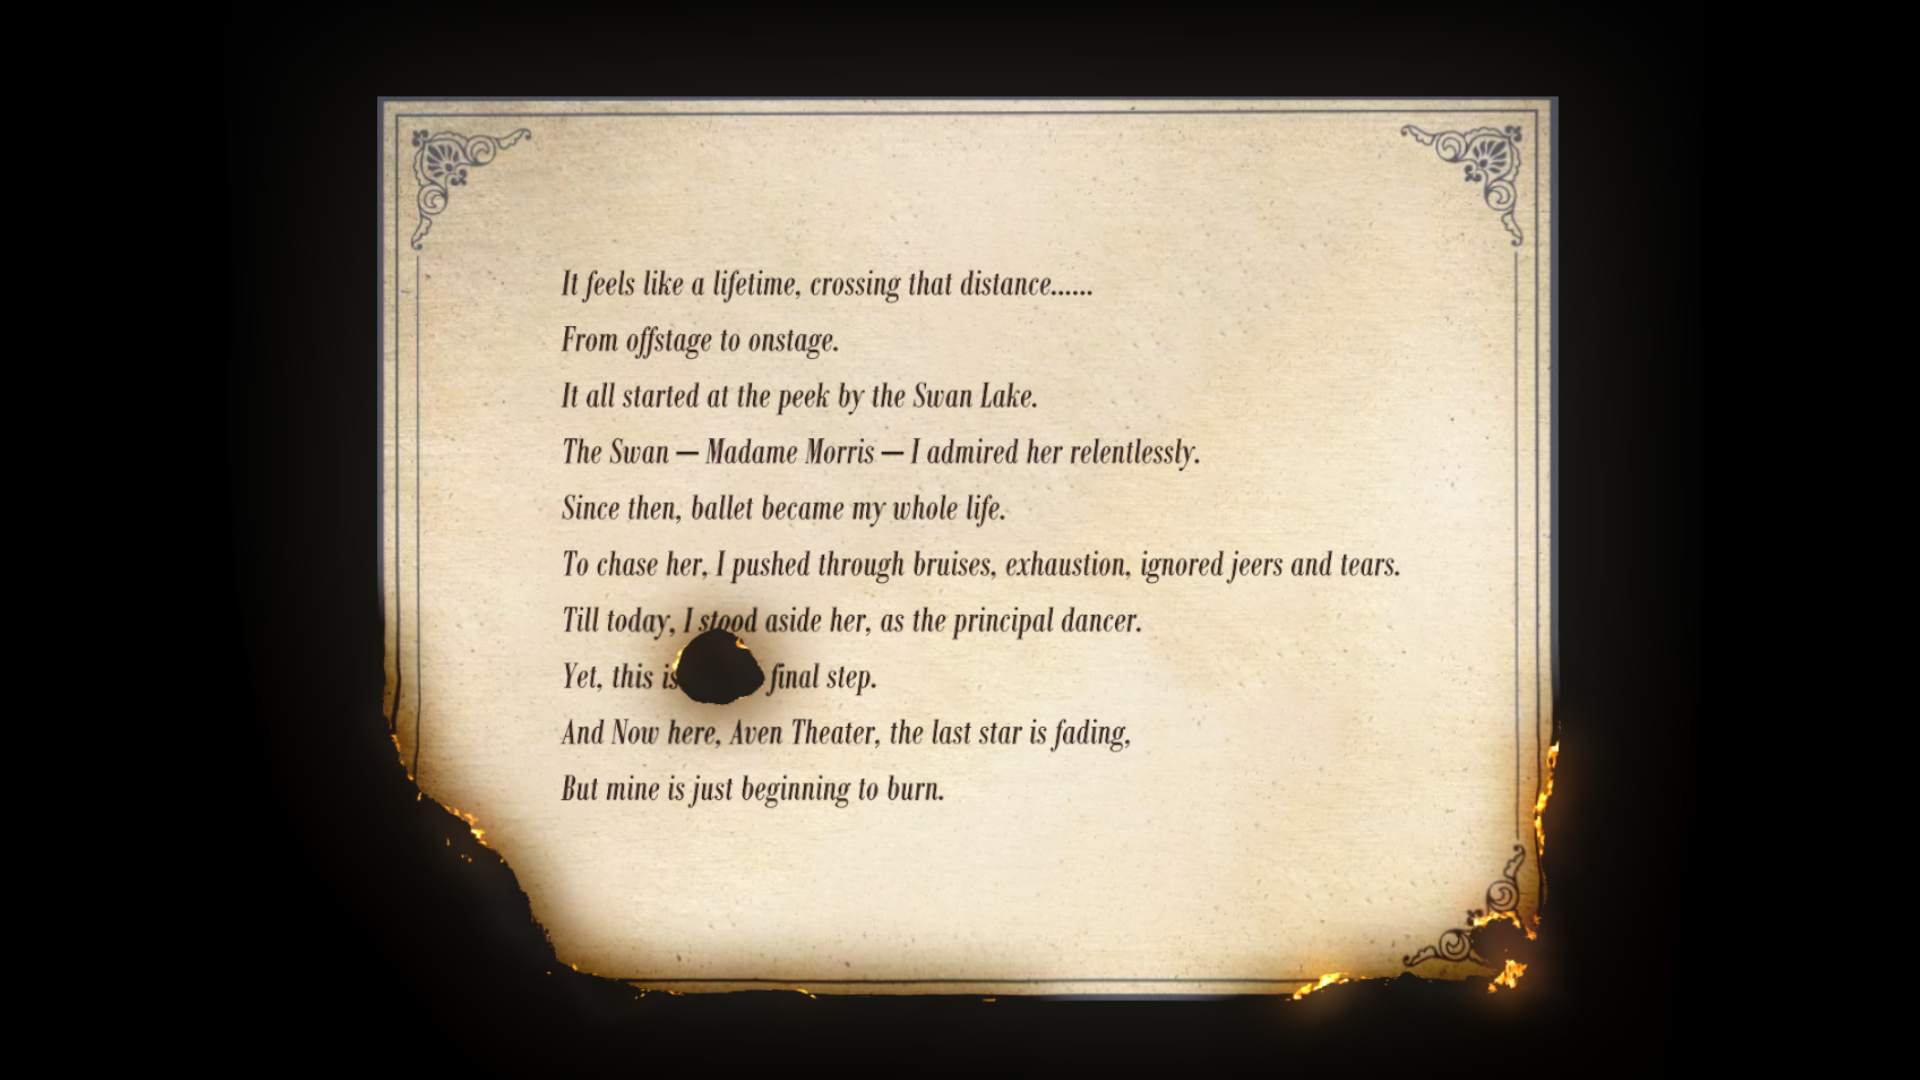 It feels like a lifetime, crossing that distance......
From offstage to onstage.
It all started at the peek by the Swan Lake.
The Swan — Madame Morris — I admired her relentlessly.
Since then, ballet became my whole life.
To chase her, I pushed through bruises, exhaustion, ignored jeers and tears.
Till today, I stood aside her, as the principal dancer.
Yet, this is final step.
And Now here, Aven Theater, the last star is fading,
But mine is just beginning to burn.